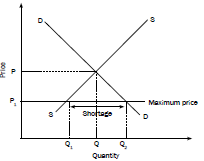 D
S
Price
P
P1
Maximum price
Shortage
S
D
Q1
Q
Q2
Quantity